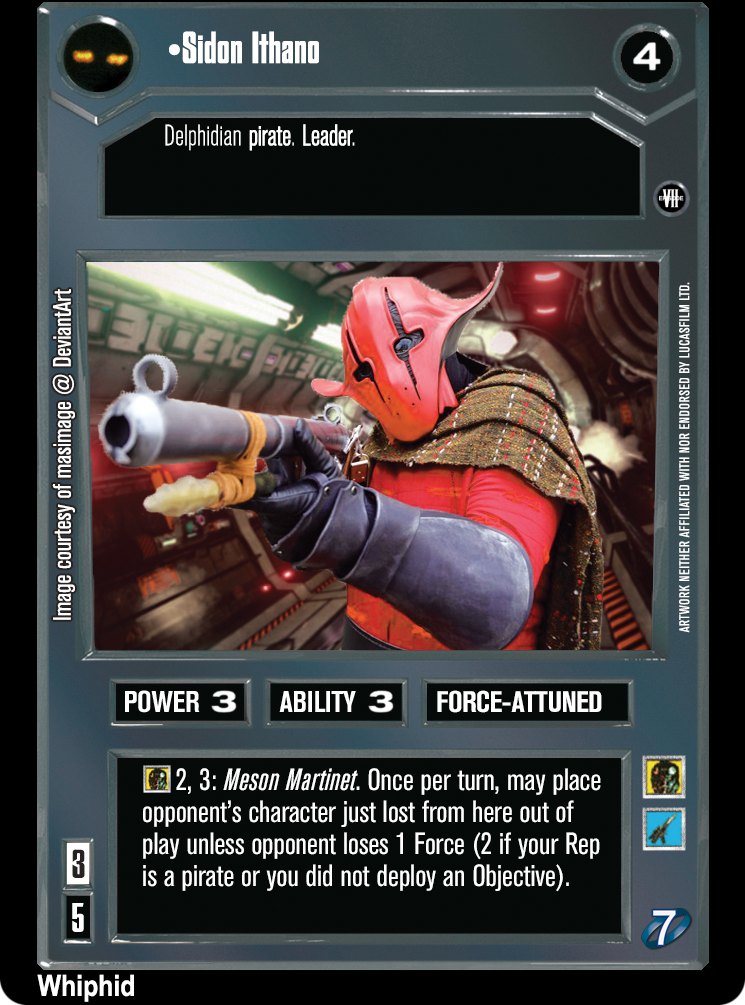 •Sidon Ithano
4
Delphidian pirate. Leader.
EPISODE
VII
Image courtesy of masimage @ DeviantArt
ARTWORK NEITHER AFFILIATED WITH NOR ENDORSED BY LUCASFILM LTD.
POWER 3
ABILITY 3
FORCE-ATTUNED
2, 3: Meson Martinet. Once per turn, may place
opponent's character just lost from here out of
play unless opponent loses 1 Force (2 if your Rep
is a pirate or you did not deploy an Objective).
3
5
7
Whiphid